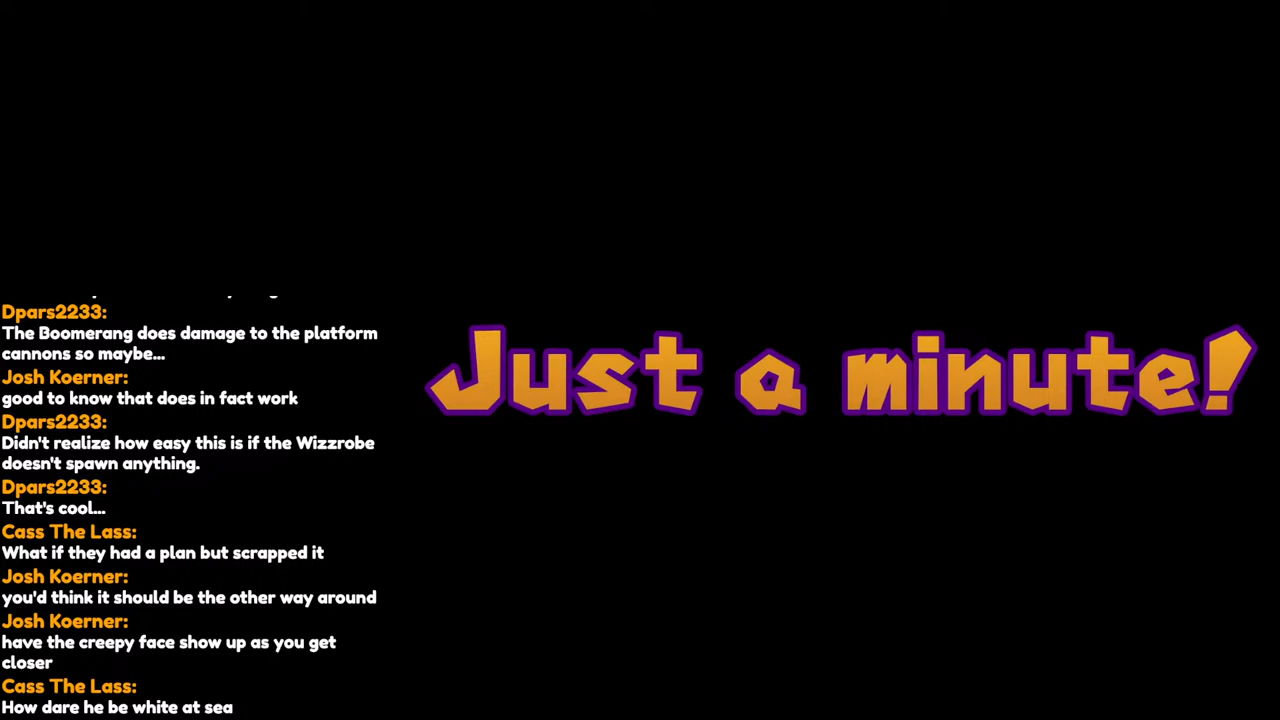 Dpars2233:
The Boomerang does damage to the platform
cannons so maybe...
Josh Koerner:
good to know that does in fact work
Dpars2233:
Didn't realize how easy this is if the Wizzrobe
doesn't spawn anything.
Dpars2233:
That's cool...
Cass The Lass:
What if they had a plan but scrapped it
Josh Koerner:
you'd think it should be the other way around
Josh Koerner:
have the creepy face show up as you get
closer
Cass The Lass:
How dare he be white at sea
Just a minute!